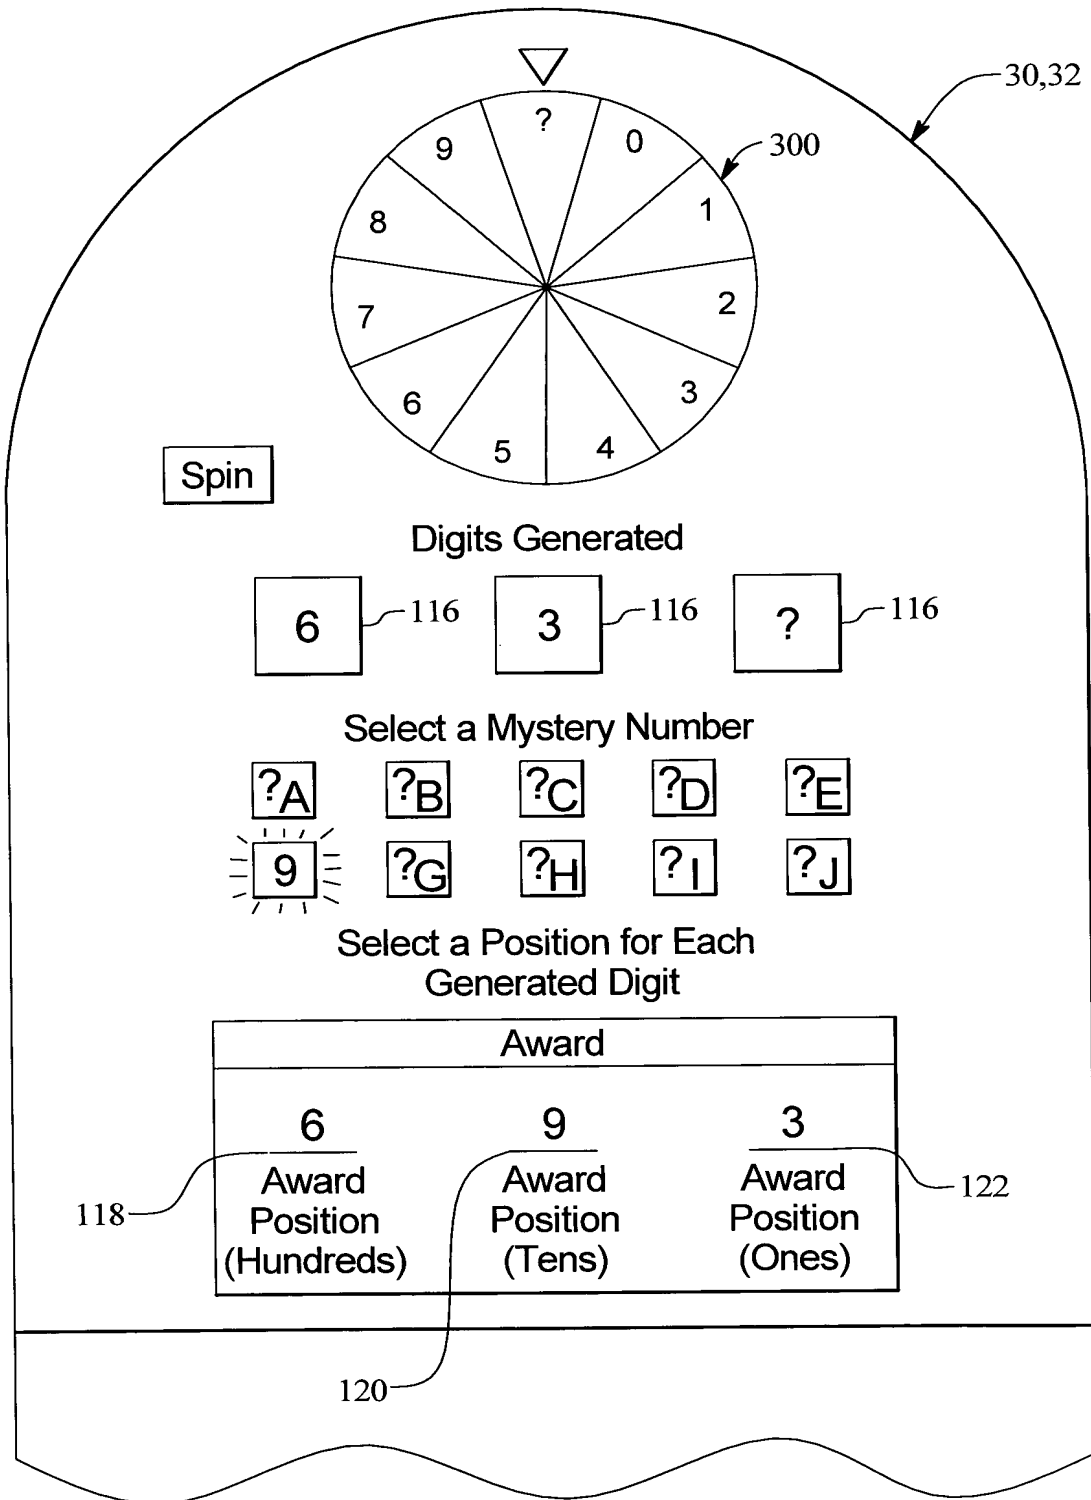 30,32
?
0
9
300
1
8
2
7
3
6
4
5
Spin
Digits Generated
6 116 3 116 ? 116
Select a Mystery Number
?A ?B ?C ?D ?E
9 ?G ?H ?I ?J
Select a Position for Each
Generated Digit
Award
6 9 3
118 Award Award Award 122
Position Position Position
(Hundreds) (Tens) (Ones)
120